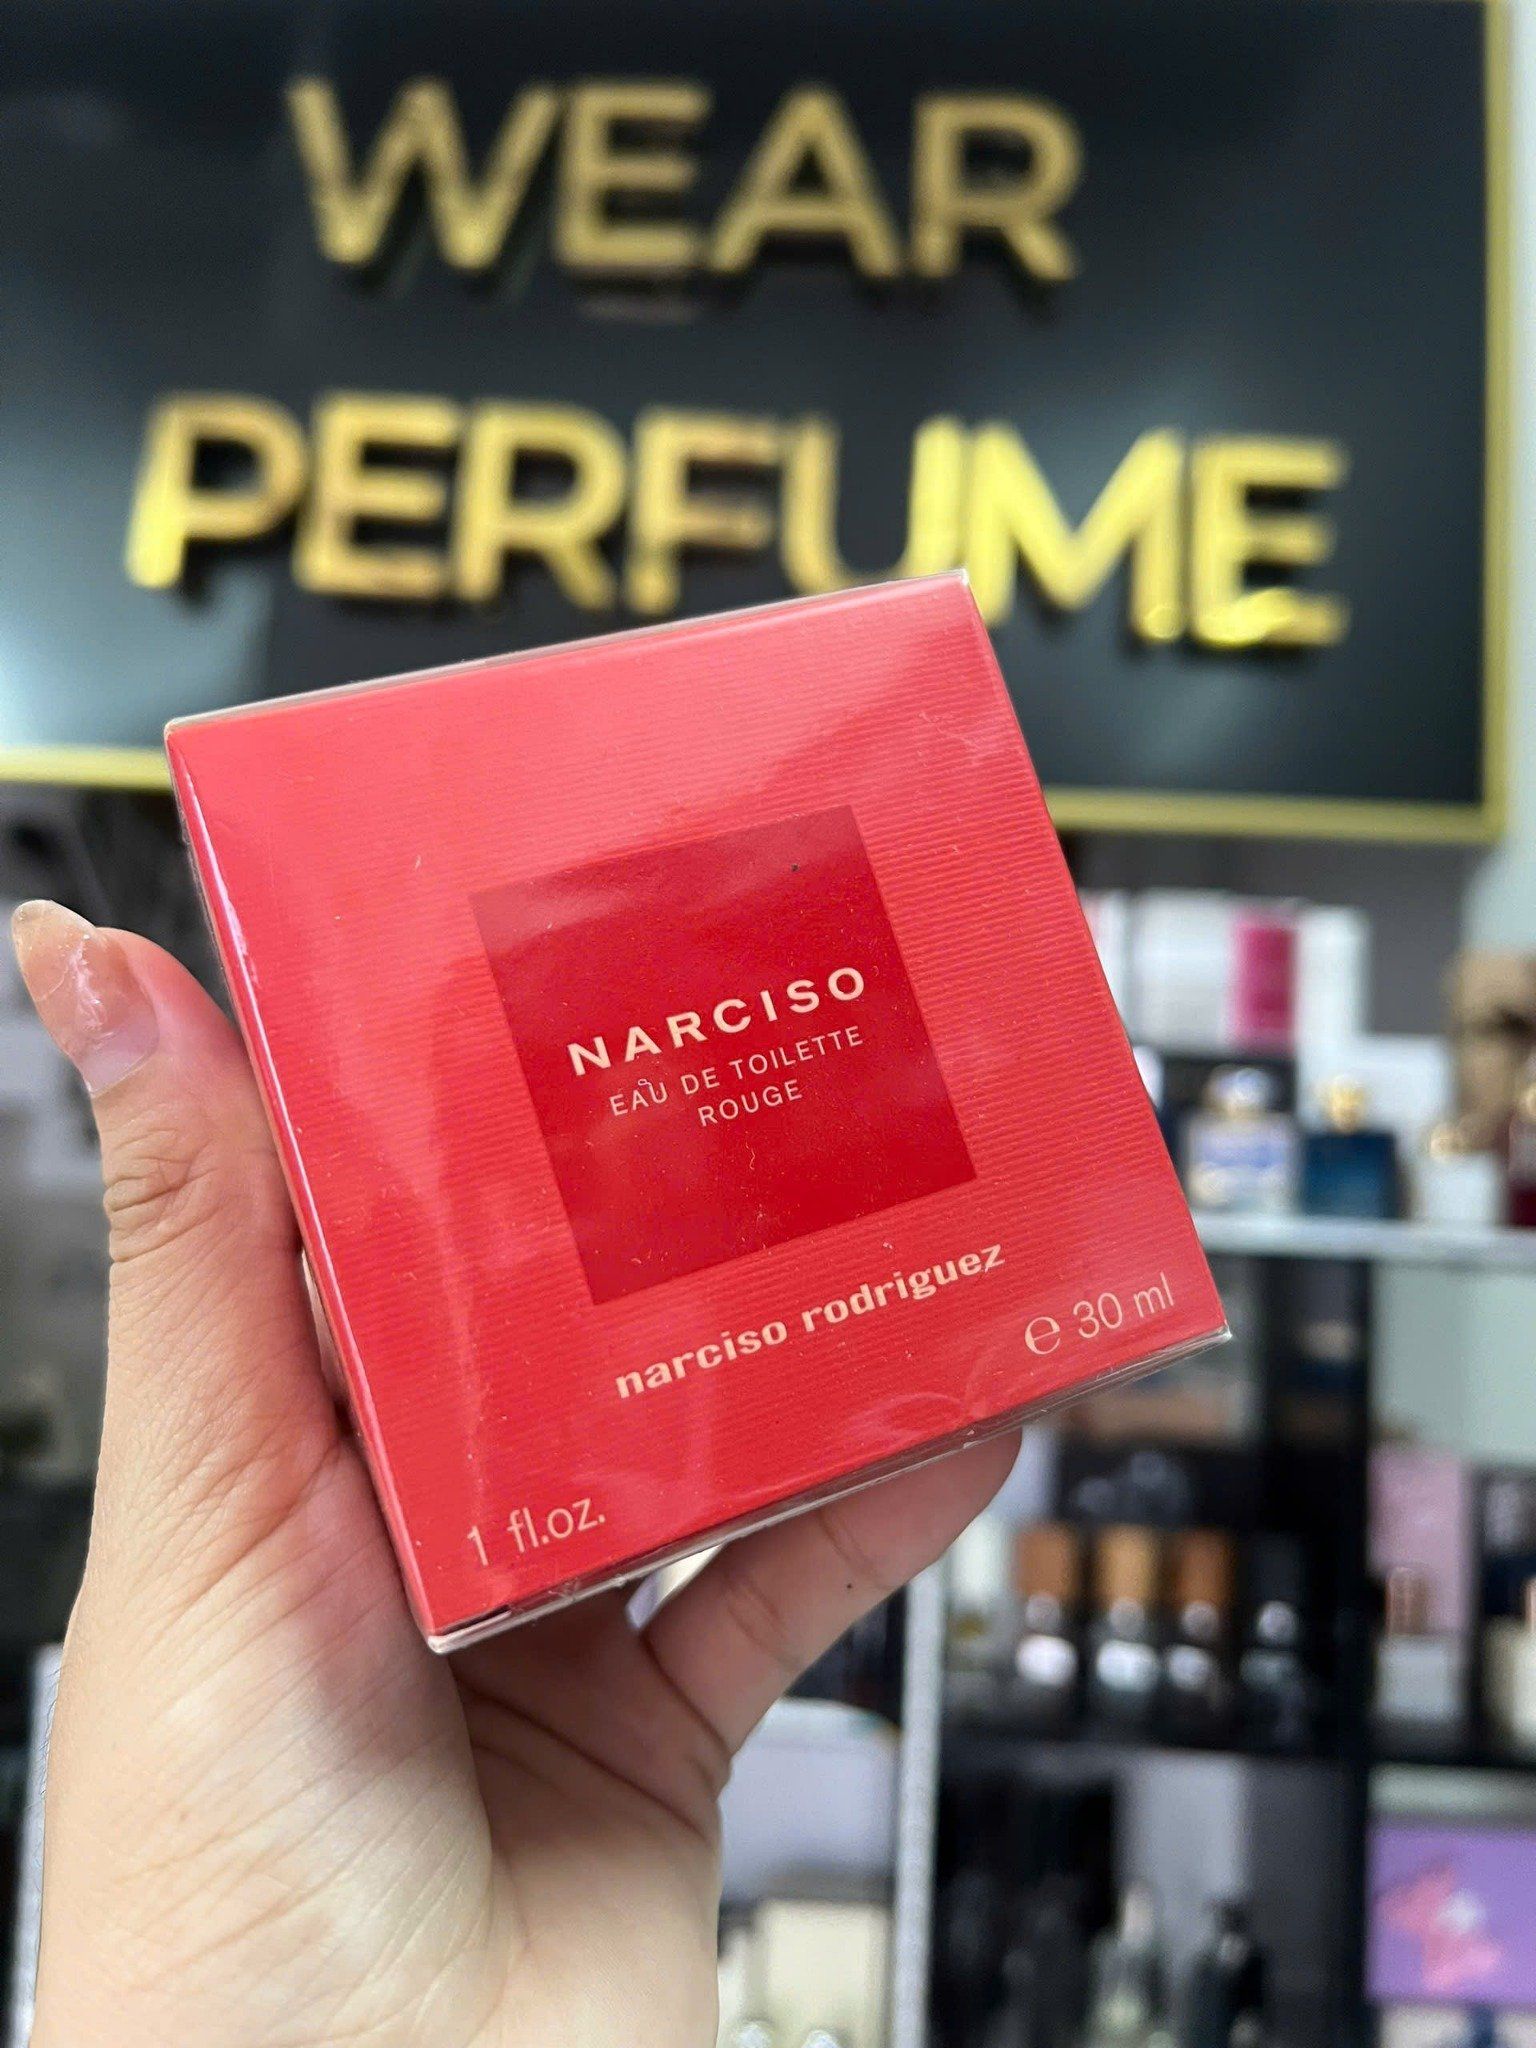 WEAR
PERFUME
NARCISO
EAU DE TOILETTE
ROUGE
narciso rodriguez
℮ 30 ml
1 fl.oz.